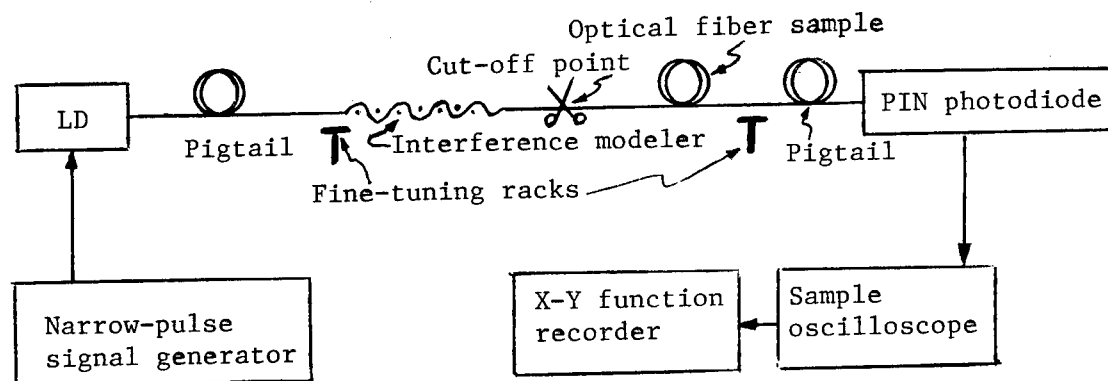 Optical fiber sample
Cut-off point
LD
PIN photodiode
Pigtail
Interference modeler
Pigtail
Fine-tuning racks
Narrow-pulse
signal generator
X-Y function
recorder
Sample
oscilloscope